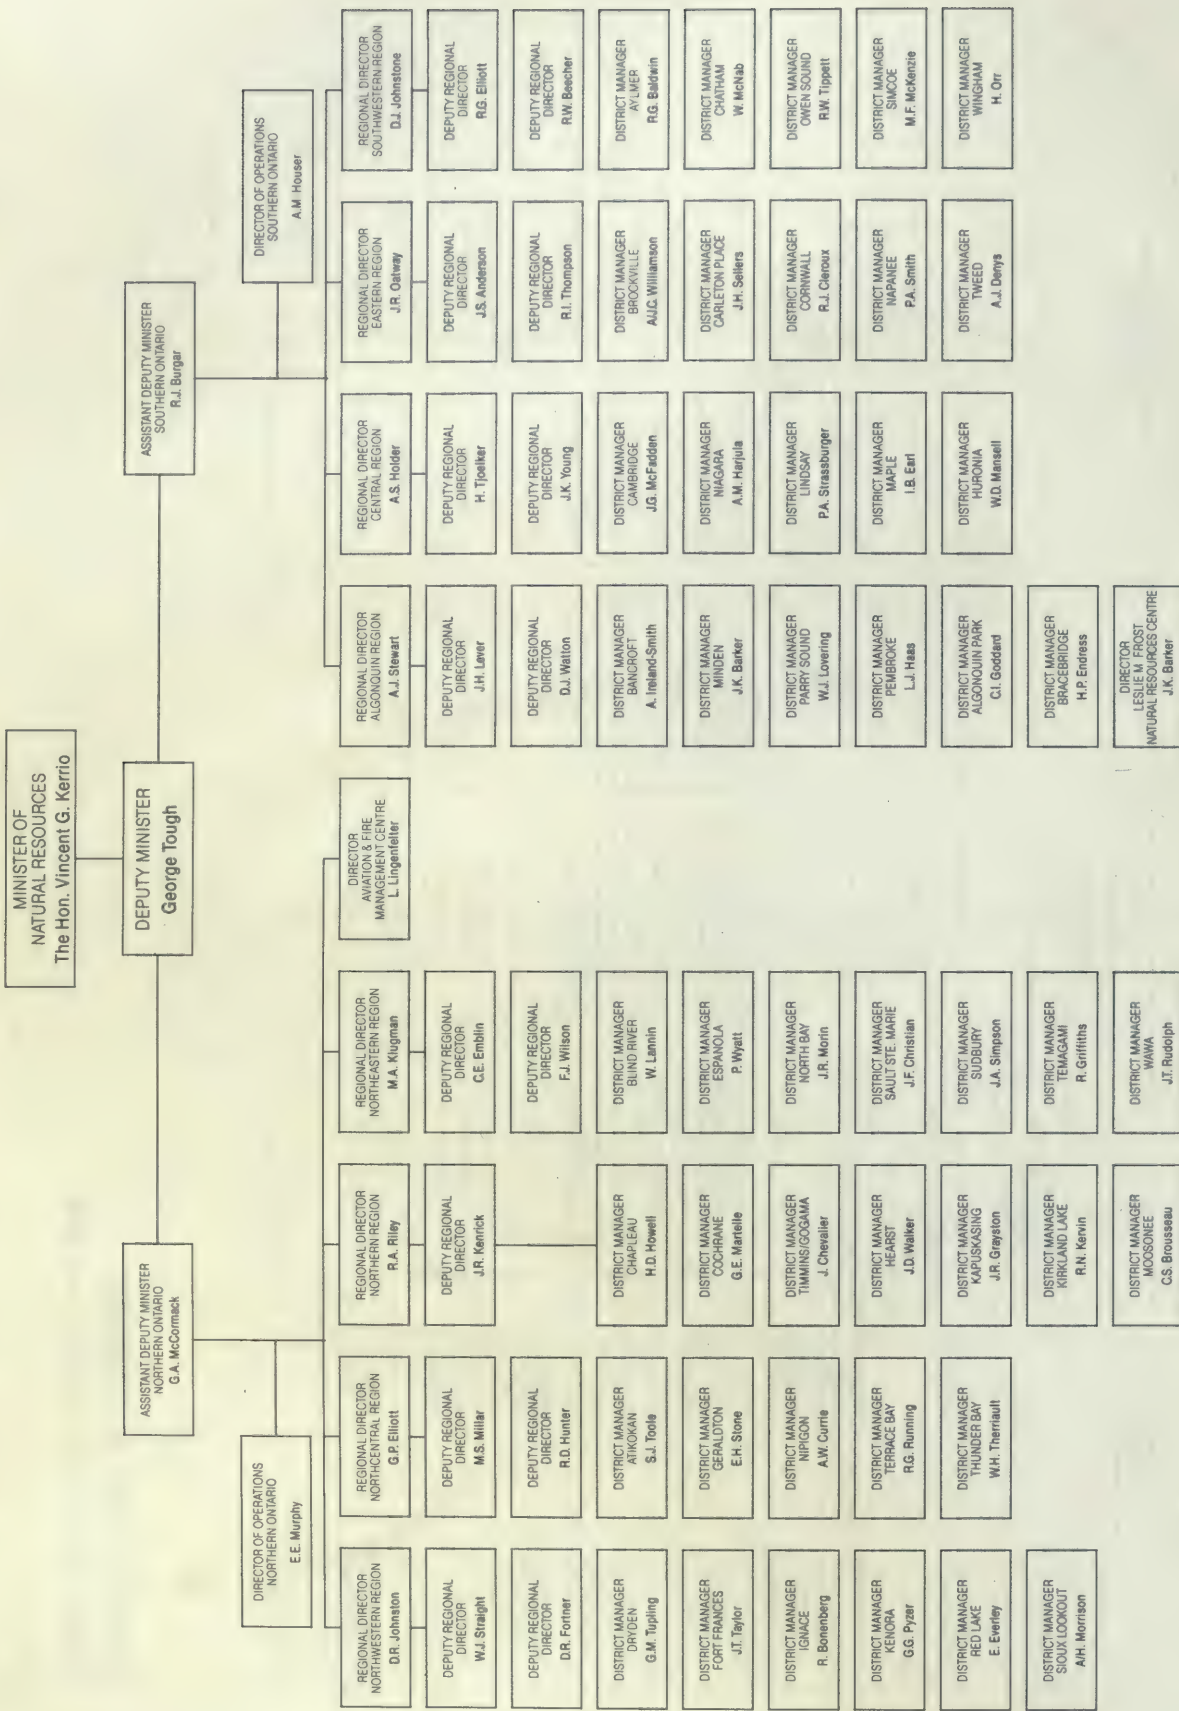 MINISTER OF
NATURAL RESOURCES
The Hon. Vincent G. Kerrio
DEPUTY MINISTER
George Tough
ASSISTANT DEPUTY MINISTER
NORTHERN ONTARIO
G.A. McCormack
ASSISTANT DEPUTY MINISTER
SOUTHERN ONTARIO
R.J. Burgar
DIRECTOR OF OPERATIONS
NORTHERN ONTARIO
E.E. Murphy
DIRECTOR OF OPERATIONS
SOUTHERN ONTARIO
A.M. Houser
REGIONAL DIRECTOR
NORTHWESTERN REGION
D.R. Johnston
DEPUTY REGIONAL
DIRECTOR
W.J. Straight
DEPUTY REGIONAL
DIRECTOR
D.R. Fortner
DISTRICT MANAGER
DRYDEN
G.M. Tupling
DISTRICT MANAGER
FORT FRANCES
J.T. Taylor
DISTRICT MANAGER
IGNACE
R. Bonenberg
DISTRICT MANAGER
KENORA
G.G. Pyzer
DISTRICT MANAGER
RED LAKE
E. Everley
DISTRICT MANAGER
SIOUX LOOKOUT
A/H. Morrison
REGIONAL DIRECTOR
NORTHCENTRAL REGION
G.P. Elliott
DEPUTY REGIONAL
DIRECTOR
M.S. Millar
DEPUTY REGIONAL
DIRECTOR
R.D. Hunter
DISTRICT MANAGER
ATIKOKAN
S.J. Toole
DISTRICT MANAGER
GERALDTON
E.H. Stone
DISTRICT MANAGER
NIPIGON
A.W. Currie
DISTRICT MANAGER
TERRACE BAY
R.G. Running
DISTRICT MANAGER
THUNDER BAY
W.H. Therriault
REGIONAL DIRECTOR
NORTHERN REGION
R.A. Riley
DEPUTY REGIONAL
DIRECTOR
J.R. Kenrick
DISTRICT MANAGER
CHAPLEAU
H.D. Howell
DISTRICT MANAGER
COCHRANE
G.E. Martelle
DISTRICT MANAGER
TIMMINS/GOGAMA
J. Chevalier
DISTRICT MANAGER
HEARST
J.D. Walker
DISTRICT MANAGER
KAPUSKASING
J.R. Grayston
DISTRICT MANAGER
KIRKLAND LAKE
R.N. Kervin
DISTRICT MANAGER
MOOSONEE
C.S. Brousseau
REGIONAL DIRECTOR
NORTHEASTERN REGION
M.A. Klugman
DEPUTY REGIONAL
DIRECTOR
C.E. Emblin
DEPUTY REGIONAL
DIRECTOR
F.J. Wilson
DISTRICT MANAGER
BLIND RIVER
W. Lannin
DISTRICT MANAGER
ESPANOLA
P. Wyatt
DISTRICT MANAGER
NORTH BAY
J.R. Morin
DISTRICT MANAGER
SAULT STE. MARIE
J.F. Christian
DISTRICT MANAGER
SUDBURY
J.A. Simpson
DISTRICT MANAGER
TEMAGAMI
R. Griffiths
DISTRICT MANAGER
WAWA
J.T. Rudolph
DIRECTOR
AVIATION & FIRE
MANAGEMENT CENTRE
L. Lingenfelter
REGIONAL DIRECTOR
ALGONQUIN REGION
A.J. Stewart
DEPUTY REGIONAL
DIRECTOR
J.H. Lever
DEPUTY REGIONAL
DIRECTOR
D.J. Watton
DISTRICT MANAGER
BANCROFT
A. Ireland-Smith
DISTRICT MANAGER
MINDEN
J.K. Barker
DISTRICT MANAGER
PARRY SOUND
W.J. Lovering
DISTRICT MANAGER
PEMBROKE
L.J. Haas
DISTRICT MANAGER
ALGONQUIN PARK
C.I. Goddard
DISTRICT MANAGER
BRACEBRIDGE
H.P. Endress
DIRECTOR
LESLIE M FROST
NATURAL RESOURCES CENTRE
J.K. Barker
REGIONAL DIRECTOR
CENTRAL REGION
A.S. Holder
DEPUTY REGIONAL
DIRECTOR
H. Tjoelker
DEPUTY REGIONAL
DIRECTOR
J.K. Young
DISTRICT MANAGER
CAMBRIDGE
J.G. McFadden
DISTRICT MANAGER
NIAGARA
A.M. Harjula
DISTRICT MANAGER
LINDSAY
P.A. Strassburger
DISTRICT MANAGER
MAPLE
I.B. Earl
DISTRICT MANAGER
HURONIA
W.D. Mansell
REGIONAL DIRECTOR
EASTERN REGION
J.R. Oatway
DEPUTY REGIONAL
DIRECTOR
J.S. Anderson
DEPUTY REGIONAL
DIRECTOR
R.I. Thompson
DISTRICT MANAGER
BROCKVILLE
A/J.C. Williamson
DISTRICT MANAGER
CARLETON PLACE
J.H. Sellers
DISTRICT MANAGER
CORNWALL
R.J. Cleroux
DISTRICT MANAGER
NAPANEE
P.A. Smith
DISTRICT MANAGER
TWEED
A.J. Denys
REGIONAL DIRECTOR
SOUTHWESTERN REGION
D.J. Johnstone
DEPUTY REGIONAL
DIRECTOR
R.G. Elliott
DEPUTY REGIONAL
DIRECTOR
R.W. Beecher
DISTRICT MANAGER
AYLMER
R.G. Baldwin
DISTRICT MANAGER
CHATHAM
W. McNab
DISTRICT MANAGER
OWEN SOUND
R.W. Tippett
DISTRICT MANAGER
SIMCOE
M.F. McKenzie
DISTRICT MANAGER
WINGHAM
H. Orr